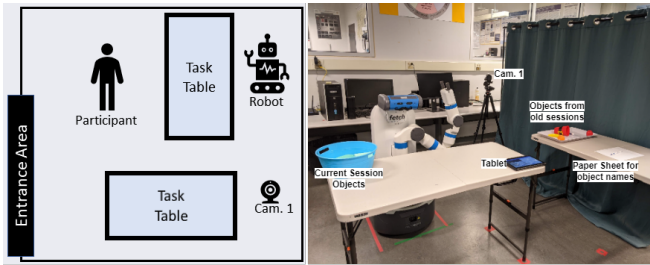 Task
Table
Robot
Participant
Entrance Area
Task
Table
Cam. 1
Cam. 1
Objects from
old sessions
fetch
Current Session
Objects
Tablet
Paper Sheet for
object names